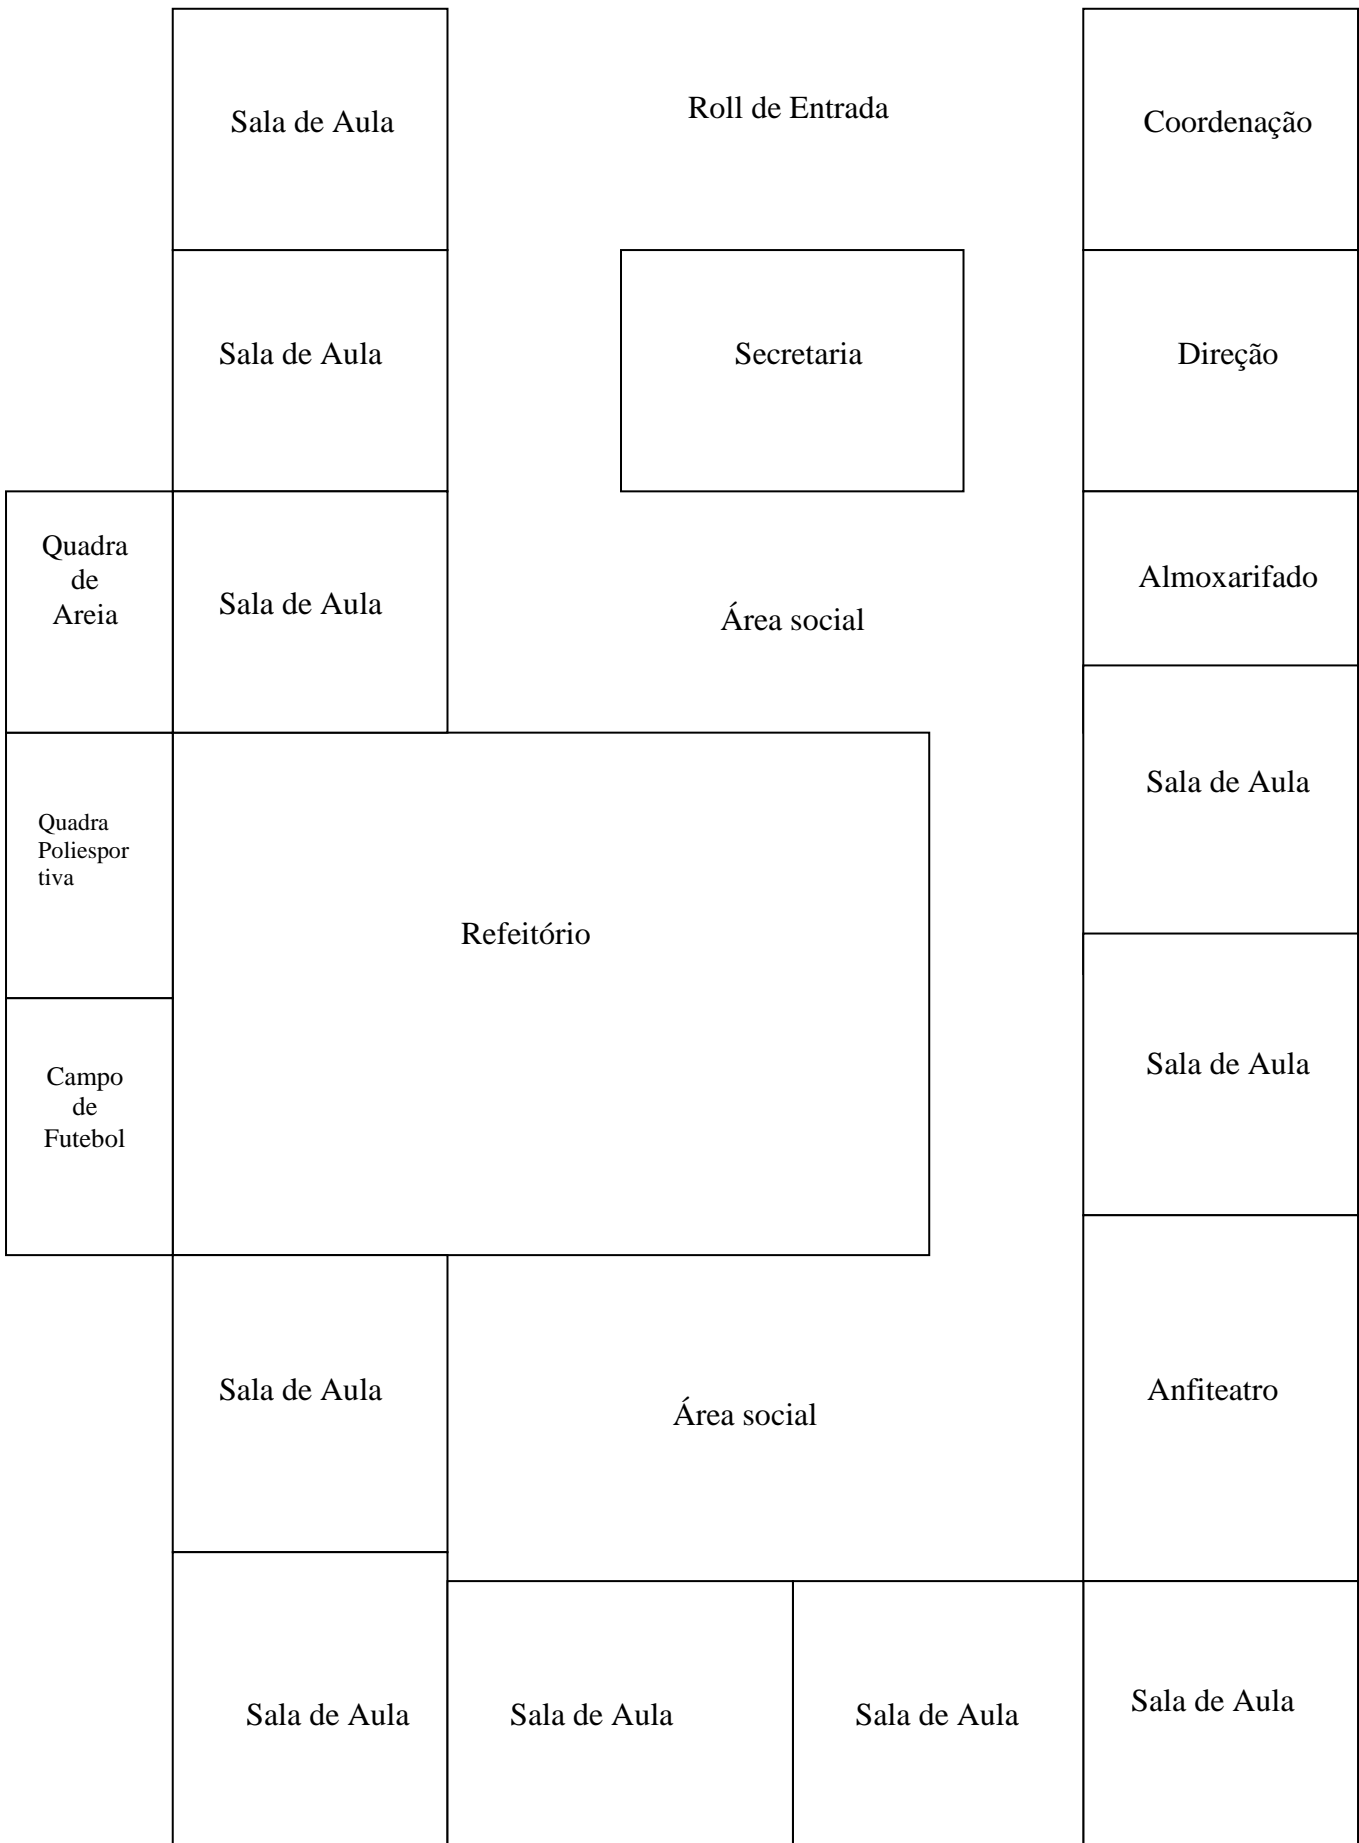 Sala de Aula
Roll de Entrada
Coordenação
Sala de Aula
Secretaria
Direção
Quadra
de
Areia
Sala de Aula
Área social
Almoxarifado
Sala de Aula
Quadra
Poliespor
tiva
Refeitório
Campo
de
Futebol
Sala de Aula
Sala de Aula
Área social
Anfiteatro
Sala de Aula
Sala de Aula
Sala de Aula
Sala de Aula